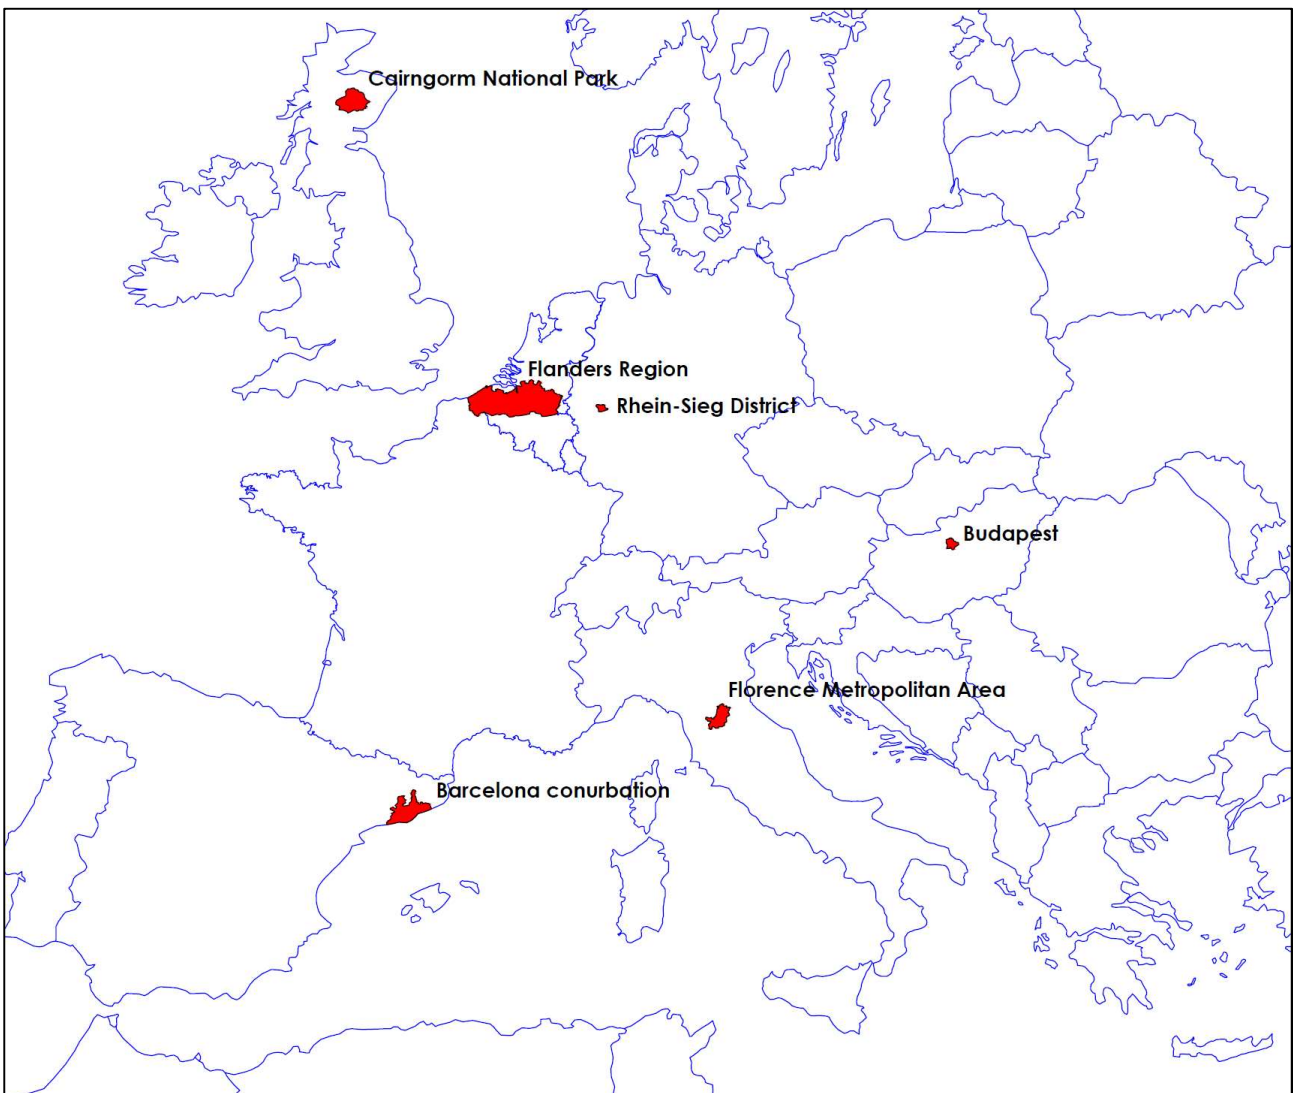 Cairngorm National Park
Flanders Region
Rhein-Sieg District
Budapest
Florence Metropolitan Area
Barcelona conurbation